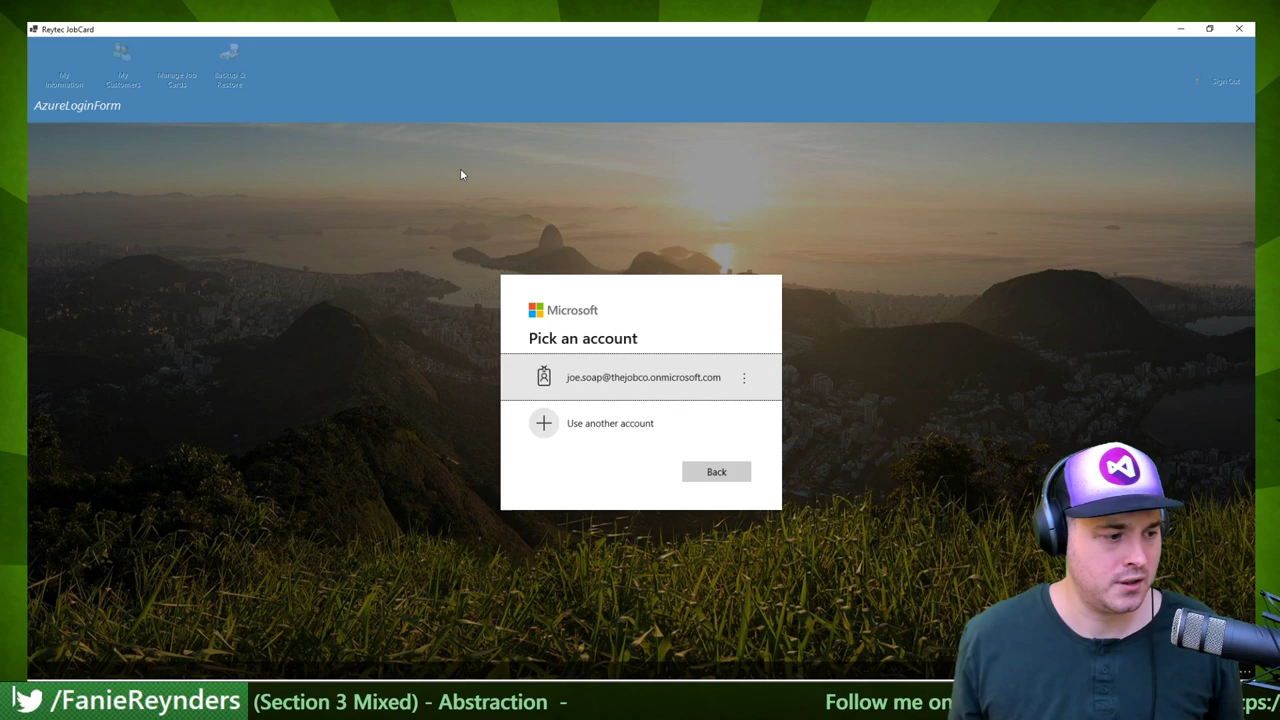 Reytec JobCard
My Information
My Customers
Manage Job Cards
Backup & Restore
Sign Out
AzureLoginForm
Microsoft
Pick an account
joe.soap@thejobco.onmicrosoft.com
Use another account
Back
/FanieReynders (Section 3 Mixed) - Abstraction - Follow me on